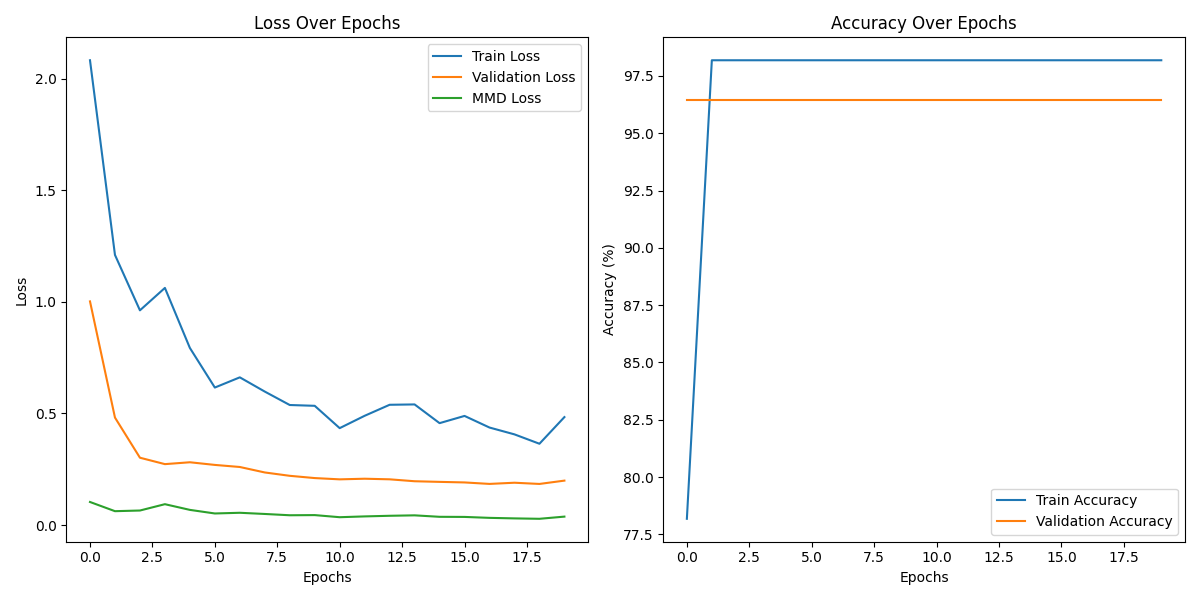 Loss Over Epochs
Loss
2.0
1.5
1.0
0.5
0.0
Train Loss
Validation Loss
MMD Loss
0.0 2.5 5.0 7.5 10.0 12.5 15.0 17.5
Epochs
Accuracy Over Epochs
Accuracy (%)
97.5
95.0
92.5
90.0
87.5
85.0
82.5
80.0
77.5
Train Accuracy
Validation Accuracy
0.0 2.5 5.0 7.5 10.0 12.5 15.0 17.5
Epochs